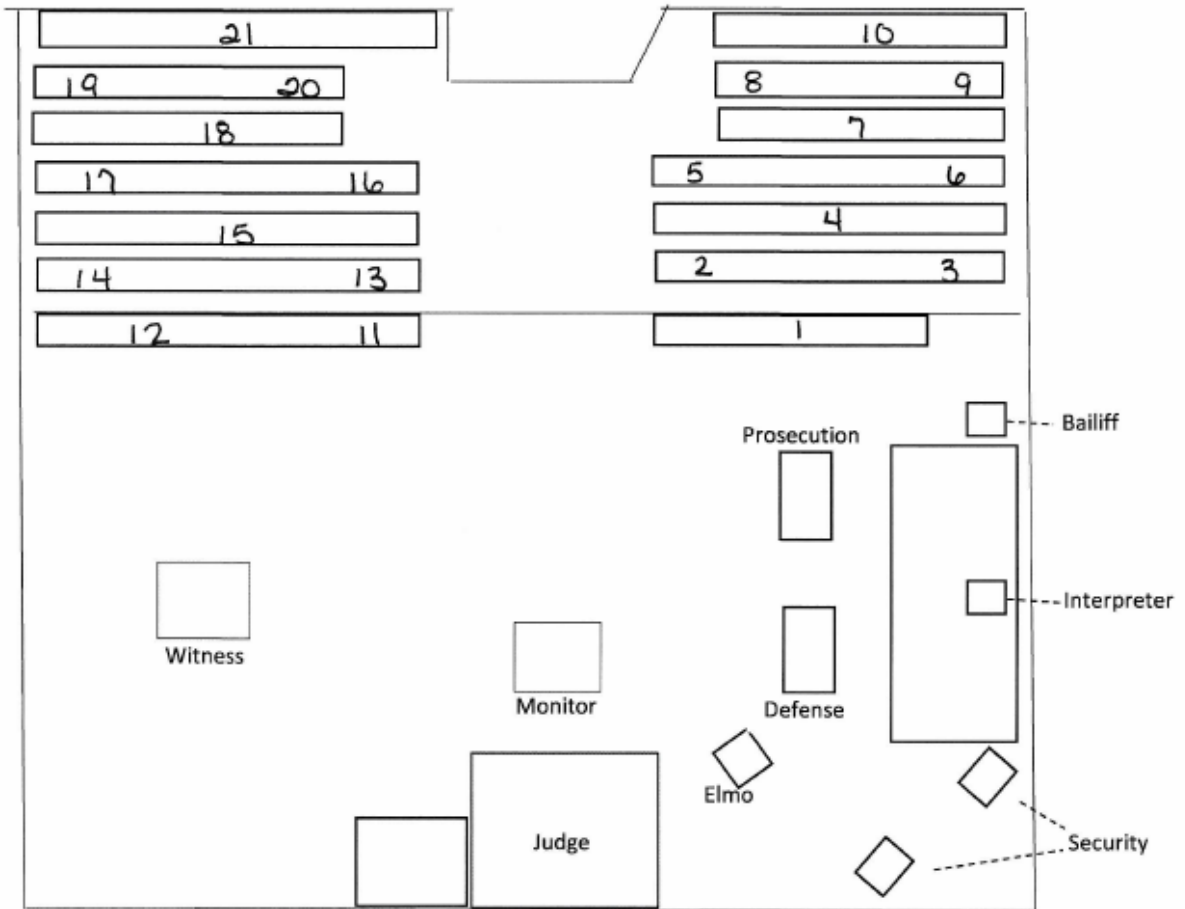 21 10
19 20 8 9
18 7
17 16 5 6
15 4
14 13 2 3
12 11 1
Bailiff
Prosecution
Interpreter
Witness
Monitor
Defense
Elmo
Judge
Security